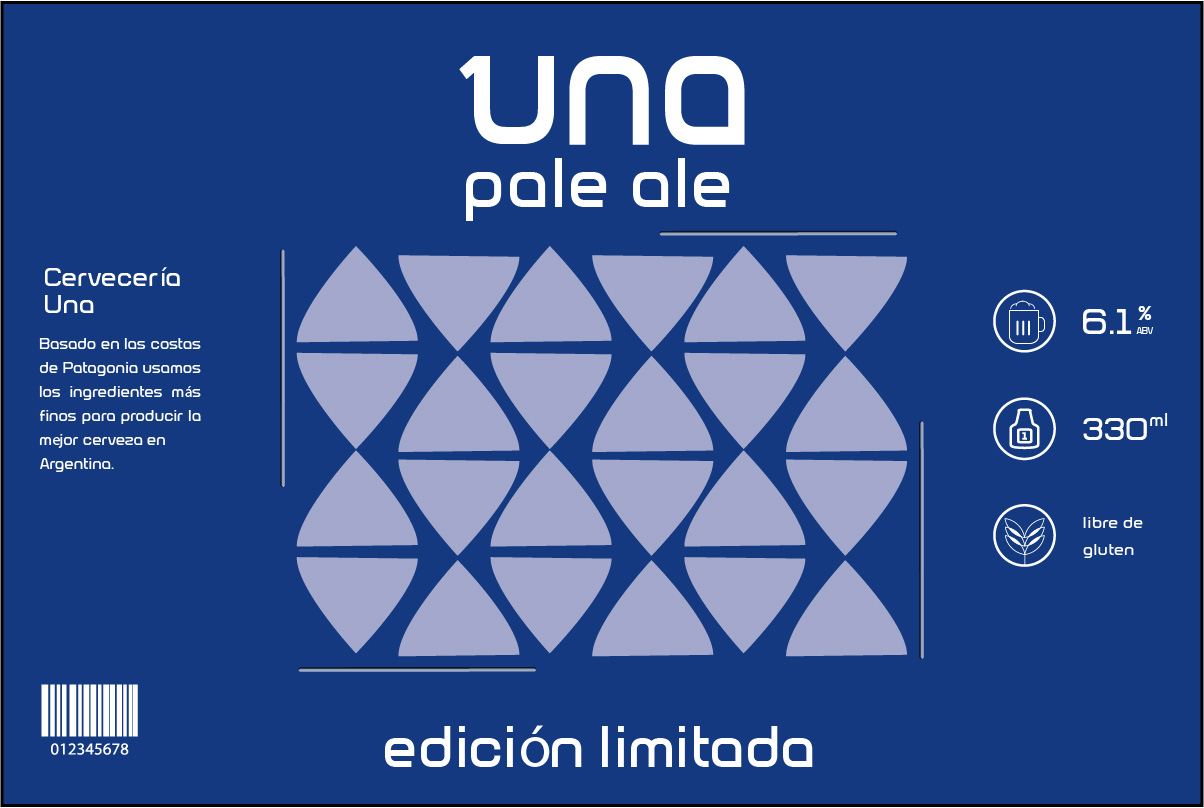 una
pale ale
Cervecería
Una
Basado en las costas
de Patagonia usamos
los ingredientes más
finos para producir la
mejor cerveza en
Argentina.
6.1 %
ABV
330 ml
1
libre de
gluten
012345678
edición limitada